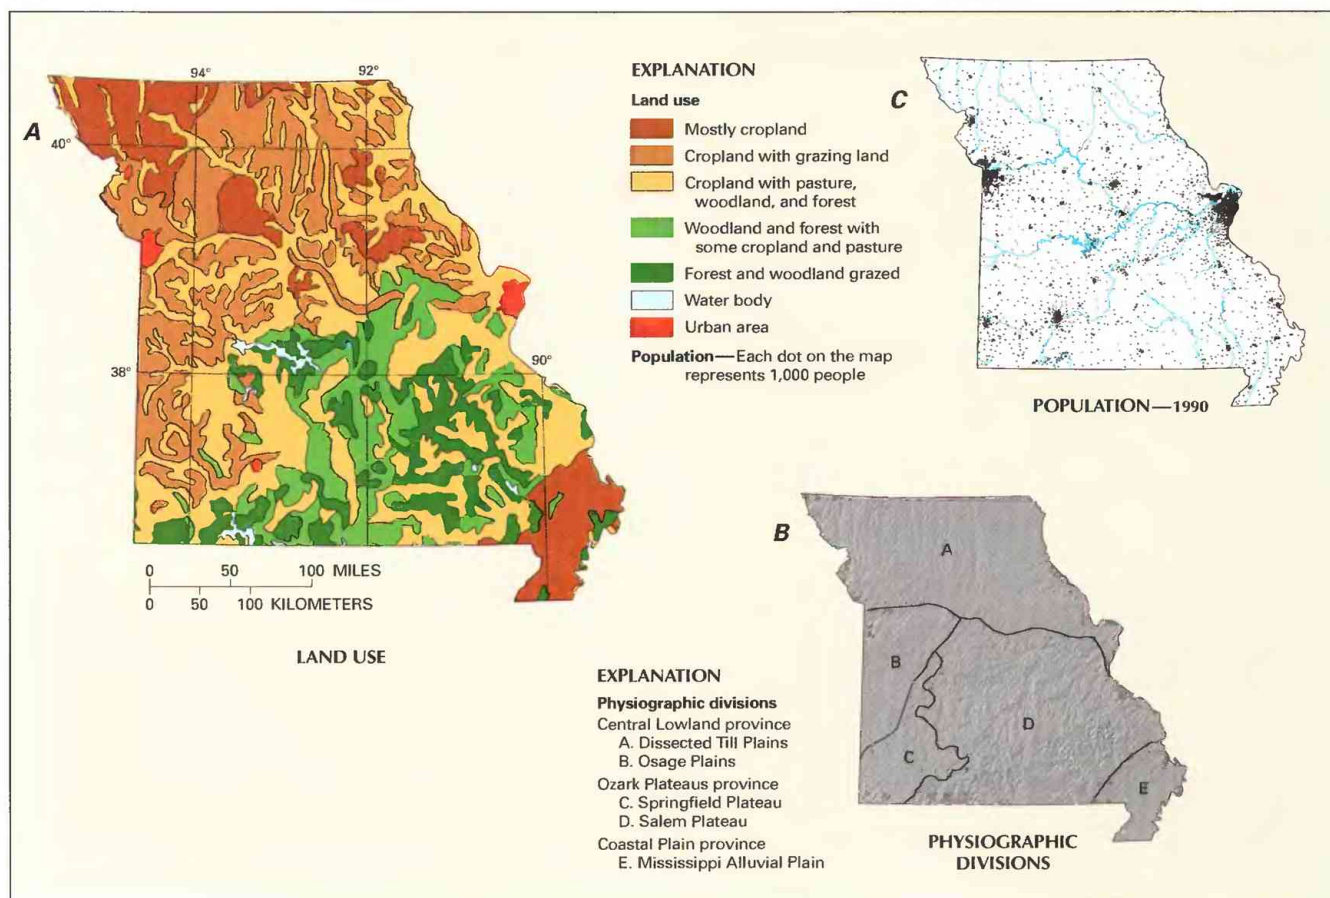 A
94°
92°
40°
38°
90°
0 50 100 MILES
0 50 100 KILOMETERS
LAND USE
EXPLANATION
Land use
Mostly cropland
Cropland with grazing land
Cropland with pasture,
woodland, and forest
Woodland and forest with
some cropland and pasture
Forest and woodland grazed
Water body
Urban area
Population—Each dot on the map
represents 1,000 people
C
POPULATION—1990
B
A
B
C
D
E
PHYSIOGRAPHIC
DIVISIONS
EXPLANATION
Physiographic divisions
Central Lowland province
A. Dissected Till Plains
B. Osage Plains
Ozark Plateaus province
C. Springfield Plateau
D. Salem Plateau
Coastal Plain province
E. Mississippi Alluvial Plain